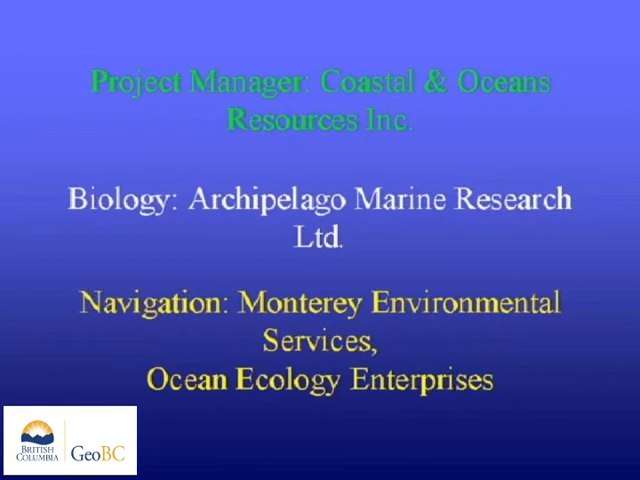 Project Manager: Coastal & Oceans
Resources Inc.
Biology: Archipelago Marine Research
Ltd.
Navigation: Monterey Environmental
Services,
Ocean Ecology Enterprises
BRITISH
COLUMBIA
GeoBC